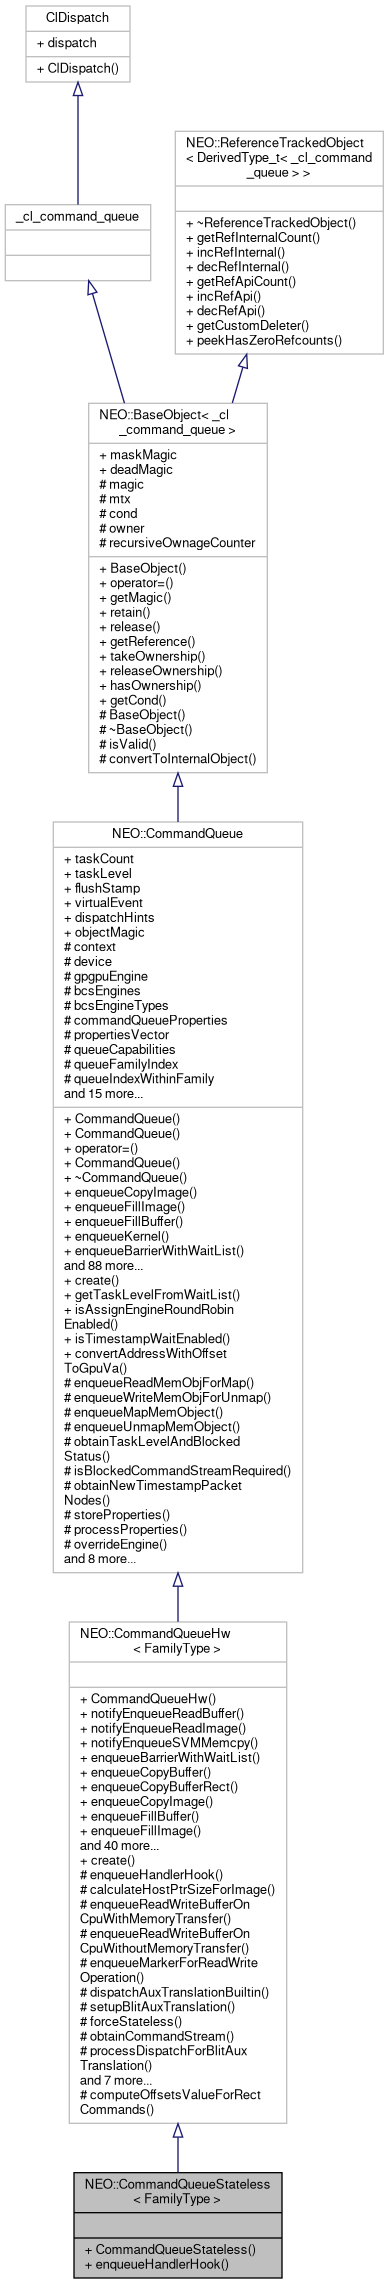 ClDispatch
+ dispatch
+ ClDispatch()
_cl_command_queue
NEO::ReferenceTrackedObject
< DerivedType_t< _cl_command
_queue > >
+ ~ReferenceTrackedObject()
+ getRefInternalCount()
+ incRefInternal()
+ decRefInternal()
+ getRefApiCount()
+ incRefApi()
+ decRefApi()
+ getCustomDeleter()
+ peekHasZeroRefcounts()
NEO::BaseObject< _cl
_command_queue >
+ maskMagic
+ deadMagic
# magic
# mtx
# cond
# owner
# recursiveOwnageCounter
+ BaseObject()
+ operator=()
+ getMagic()
+ retain()
+ release()
+ getReference()
+ takeOwnership()
+ releaseOwnership()
+ hasOwnership()
+ getCond()
# BaseObject()
# ~BaseObject()
# isValid()
# convertToInternalObject()
NEO::CommandQueue
+ taskCount
+ taskLevel
+ flushStamp
+ virtualEvent
+ dispatchHints
+ objectMagic
# context
# device
# gpgpuEngine
# bcsEngines
# bcsEngineTypes
# commandQueueProperties
# propertiesVector
# queueCapabilities
# queueFamilyIndex
# queueIndexWithinFamily
and 15 more...
+ CommandQueue()
+ CommandQueue()
+ operator=()
+ CommandQueue()
+ ~CommandQueue()
+ enqueueCopyImage()
+ enqueueFillImage()
+ enqueueFillBuffer()
+ enqueueKernel()
+ enqueueBarrierWithWaitList()
and 88 more...
+ create()
+ getTaskLevelFromWaitList()
+ isAssignEngineRoundRobin
Enabled()
+ isTimestampWaitEnabled()
+ convertAddressWithOffset
ToGpuVa()
# enqueueReadMemObjForMap()
# enqueueWriteMemObjForUnmap()
# enqueueMapMemObject()
# enqueueUnmapMemObject()
# obtainTaskLevelAndBlocked
Status()
# isBlockedCommandStreamRequired()
# obtainNewTimestampPacket
Nodes()
# storeProperties()
# processProperties()
# overrideEngine()
and 8 more...
NEO::CommandQueueHw
< FamilyType >
+ CommandQueueHw()
+ notifyEnqueueReadBuffer()
+ notifyEnqueueReadImage()
+ notifyEnqueueSVMMemcpy()
+ enqueueBarrierWithWaitList()
+ enqueueCopyBuffer()
+ enqueueCopyBufferRect()
+ enqueueCopyImage()
+ enqueueFillBuffer()
+ enqueueFillImage()
and 40 more...
+ create()
# enqueueHandlerHook()
# calculateHostPtrSizeForImage()
# enqueueReadWriteBufferOn
CpuWithMemoryTransfer()
# enqueueReadWriteBufferOn
CpuWithoutMemoryTransfer()
# enqueueMarkerForReadWrite
Operation()
# dispatchAuxTranslationBuiltin()
# setupBlitAuxTranslation()
# forceStateless()
# obtainCommandStream()
# processDispatchForBlitAux
Translation()
and 7 more...
# computeOffsetsValueForRect
Commands()
NEO::CommandQueueStateless
< FamilyType >
+ CommandQueueStateless()
+ enqueueHandlerHook()